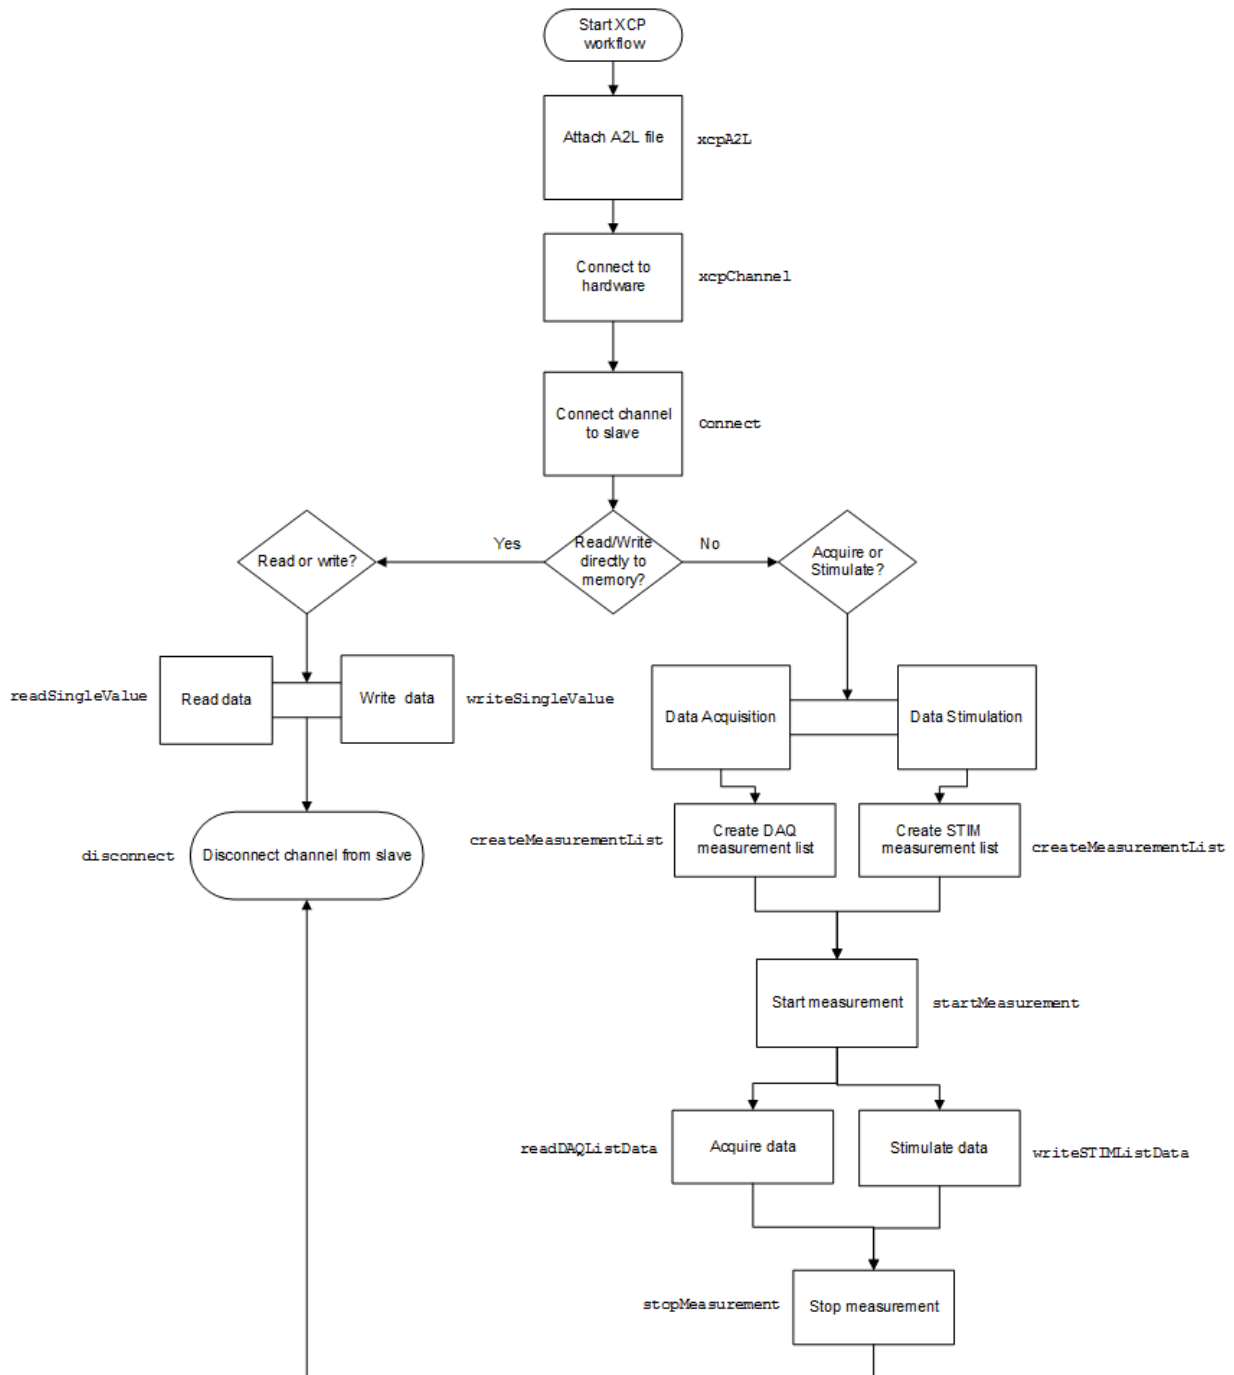 Start XCP
workflow
Attach A2L file
xcpA2L
Connect to
hardware
xcpChannel
Connect channel
to slave
Connect
Read or write?
Yes
Read/Write
directly to
memory?
No
Acquire or
Stimulate?
readSingleValue
Read data
Write data
writeSingleValue
Data Acquisition
Data Stimulation
disconnect
Disconnect channel from slave
createMeasurementList
Create DAQ
measurement list
Create STIM
measurement list
createMeasurementList
Start measurement
startMeasurement
readDAQListData
Acquire data
Stimulate data
writeSTIMListData
stopMeasurement
Stop measurement